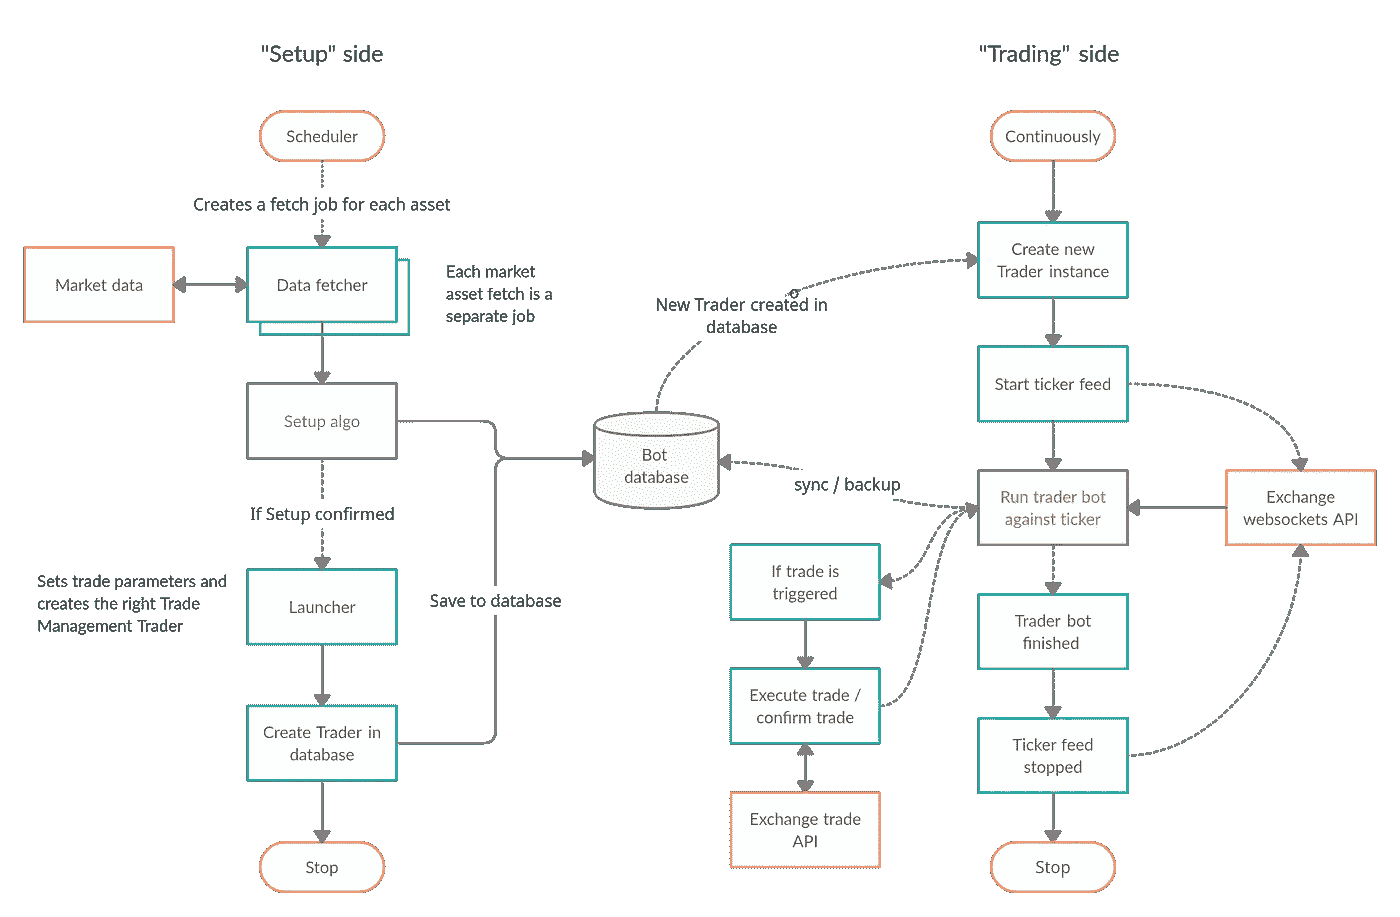 "Setup" side
"Trading" side
Scheduler
Continuously
Creates a fetch job for each asset
Market data
Data fetcher
Each market
asset fetch is a
separate job
Create new
Trader instance
New Trader created in
database
Start ticker feed
Setup algo
Bot
database
sync / backup
Run trader bot
against ticker
Exchange
websockets API
If Setup confirmed
Sets trade parameters and
creates the right Trade
Management Trader
Launcher
Save to database
If trade is
triggered
Trader bot
finished
Execute trade /
confirm trade
Create Trader in
database
Ticker feed
stopped
Exchange trade
API
Stop
Stop